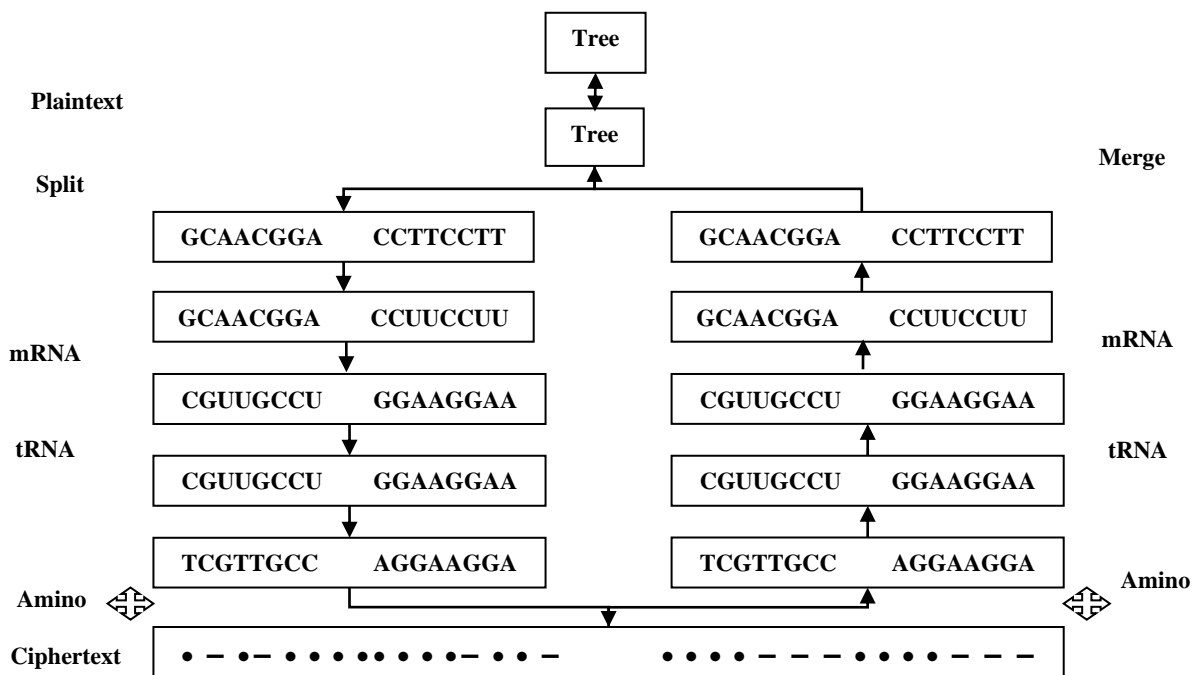 Tree
Plaintext
Tree
Merge
Split
GCAACGGA CCTTCCTT GCAACGGA CCTTCCTT
GCAACGGA CCUUCCUU GCAACGGA CCUUCCUU
mRNA mRNA
CGUUGCCU GGAAGGAA CGUUGCCU GGAAGGAA
tRNA tRNA
CGUUGCCU GGAAGGAA CGUUGCCU GGAAGGAA
TCGTTGCC AGGAAGGA TCGTTGCC AGGAAGGA
Amino Amino
Ciphertext ● – ●– ● ● ● ●● ● ● ●– ● ● – ● ● ● ● – – – ● ● ● ● – – – –